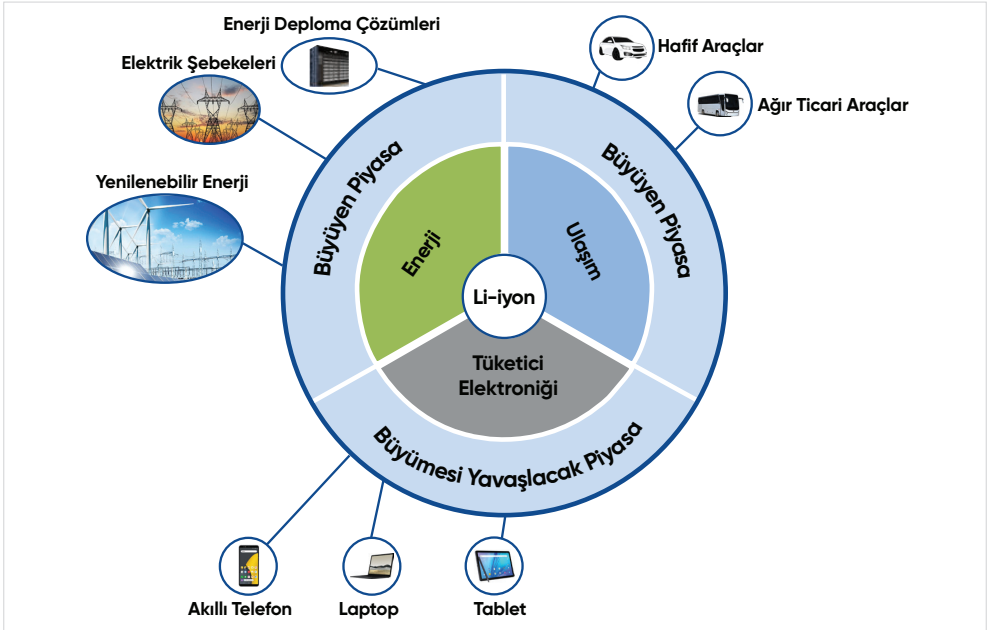 Enerji Deploma Çözümleri
Elektrik Şebekeleri
Yenilenebilir Enerji
Hafif Araçlar
Ağır Ticari Araçlar
Büyüyen Piyasa
Büyüyen Piyasa
Enerji
Ulaşım
Li-iyon
Tüketici
Elektroniği
Büyümesi Yavaşlacak Piyasa
Akıllı Telefon
Laptop
Tablet